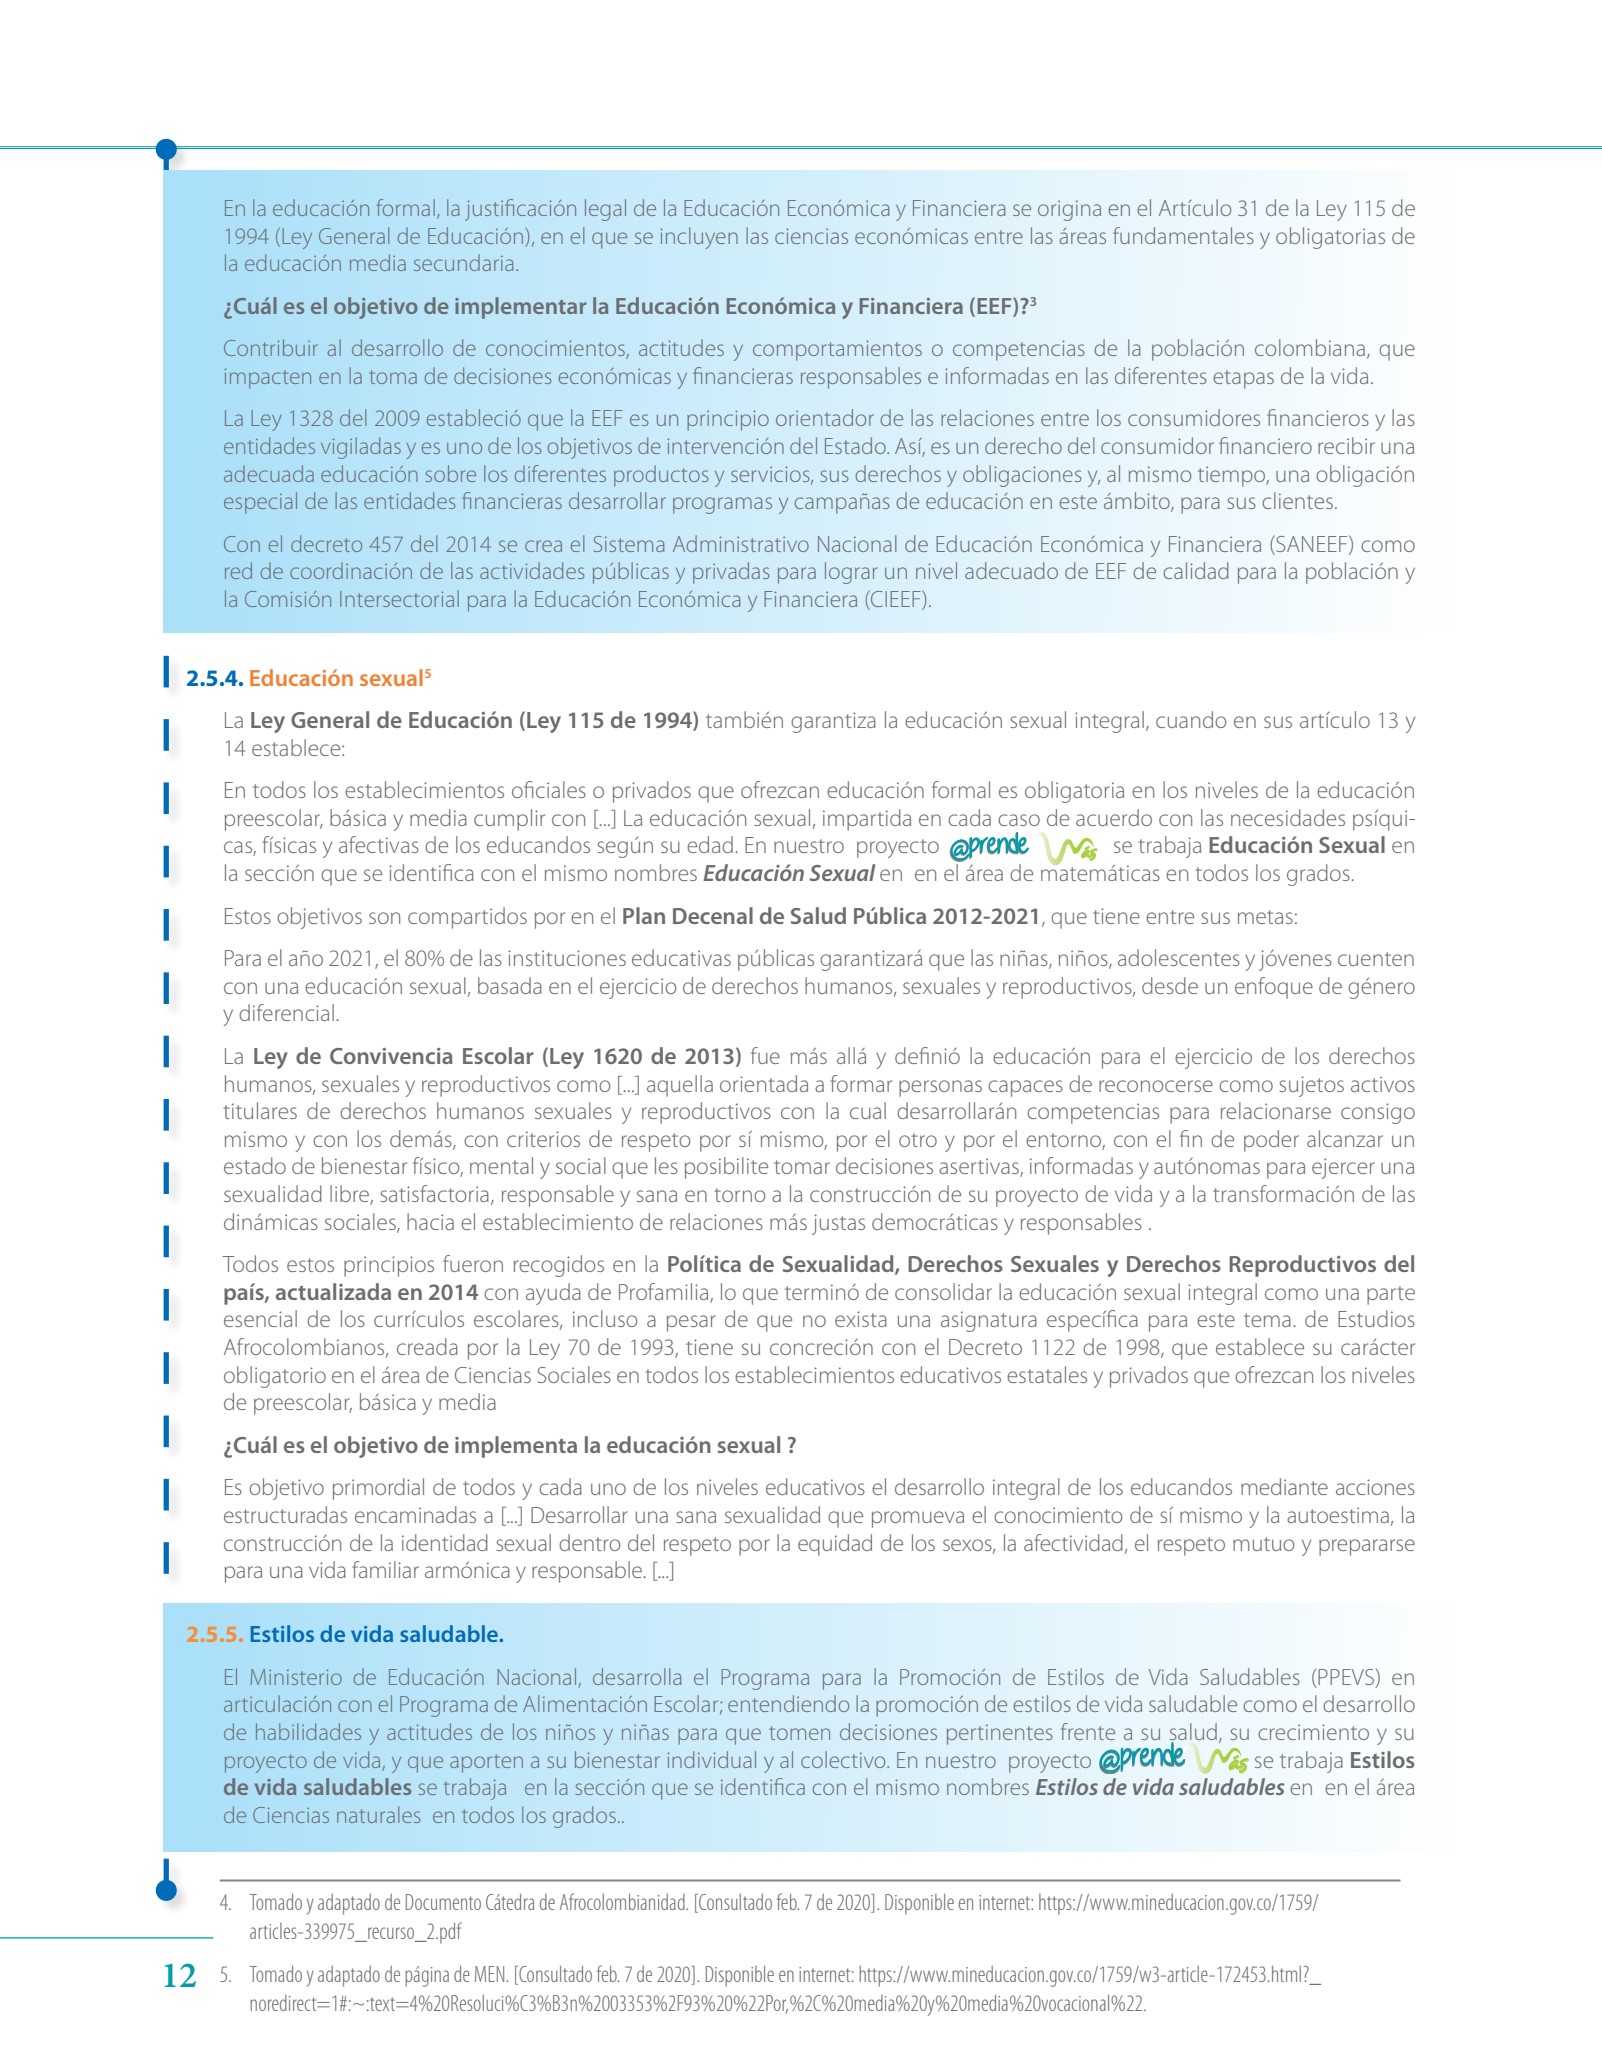 En la educación formal, la justificación legal de la Educación Económica y Financiera se origina en el Artículo 31 de la Ley 115 de
1994 (Ley General de Educación), en el que se incluyen las ciencias económicas entre las áreas fundamentales y obligatorias de
la educación media secundaria.
¿Cuál es el objetivo de implementar la Educación Económica y Financiera (EEF)?3
Contribuir al desarrollo de conocimientos, actitudes y comportamientos o competencias de la población colombiana, que
impacten en la toma de decisiones económicas y financieras responsables e informadas en las diferentes etapas de la vida.
La Ley 1328 del 2009 estableció que la EEF es un principio orientador de las relaciones entre los consumidores financieros y las
entidades vigiladas y es uno de los objetivos de intervención del Estado. Así, es un derecho del consumidor financiero recibir una
adecuada educación sobre los diferentes productos y servicios, sus derechos y obligaciones y, al mismo tiempo, una obligación
especial de las entidades financieras desarrollar programas y campañas de educación en este ámbito, para sus clientes.
Con el decreto 457 del 2014 se crea el Sistema Administrativo Nacional de Educación Económica y Financiera (SANEEF) como
red de coordinación de las actividades públicas y privadas para lograr un nivel adecuado de EEF de calidad para la población y
la Comisión Intersectorial para la Educación Económica y Financiera (CIEEF).
2.5.4. Educación sexual5
La Ley General de Educación (Ley 115 de 1994) también garantiza la educación sexual integral, cuando en sus artículo 13 y
14 establece:
En todos los establecimientos oficiales o privados que ofrezcan educación formal es obligatoria en los niveles de la educación
preescolar, básica y media cumplir con [...] La educación sexual, impartida en cada caso de acuerdo con las necesidades psíqui-
cas, físicas y afectivas de los educandos según su edad. En nuestro proyecto @prende más se trabaja Educación Sexual en
la sección que se identifica con el mismo nombres Educación Sexual en en el área de matemáticas en todos los grados.
Estos objetivos son compartidos por en el Plan Decenal de Salud Pública 2012-2021, que tiene entre sus metas:
Para el año 2021, el 80% de las instituciones educativas públicas garantizará que las niñas, niños, adolescentes y jóvenes cuenten
con una educación sexual, basada en el ejercicio de derechos humanos, sexuales y reproductivos, desde un enfoque de género
y diferencial.
La Ley de Convivencia Escolar (Ley 1620 de 2013) fue más allá y definió la educación para el ejercicio de los derechos
humanos, sexuales y reproductivos como [...] aquella orientada a formar personas capaces de reconocerse como sujetos activos
titulares de derechos humanos sexuales y reproductivos con la cual desarrollarán competencias para relacionarse consigo
mismo y con los demás, con criterios de respeto por sí mismo, por el otro y por el entorno, con el fin de poder alcanzar un
estado de bienestar físico, mental y social que les posibilite tomar decisiones asertivas, informadas y autónomas para ejercer una
sexualidad libre, satisfactoria, responsable y sana en torno a la construcción de su proyecto de vida y a la transformación de las
dinámicas sociales, hacia el establecimiento de relaciones más justas democráticas y responsables .
Todos estos principios fueron recogidos en la Política de Sexualidad, Derechos Sexuales y Derechos Reproductivos del
país, actualizada en 2014 con ayuda de Profamilia, lo que terminó de consolidar la educación sexual integral como una parte
esencial de los currículos escolares, incluso a pesar de que no exista una asignatura específica para este tema. de Estudios
Afrocolombianos, creada por la Ley 70 de 1993, tiene su concreción con el Decreto 1122 de 1998, que establece su carácter
obligatorio en el área de Ciencias Sociales en todos los establecimientos educativos estatales y privados que ofrezcan los niveles
de preescolar, básica y media
¿Cuál es el objetivo de implementa la educación sexual ?
Es objetivo primordial de todos y cada uno de los niveles educativos el desarrollo integral de los educandos mediante acciones
estructuradas encaminadas a [...] Desarrollar una sana sexualidad que promueva el conocimiento de sí mismo y la autoestima, la
construcción de la identidad sexual dentro del respeto por la equidad de los sexos, la afectividad, el respeto mutuo y prepararse
para una vida familiar armónica y responsable. [...]
2.5.5. Estilos de vida saludable.
El Ministerio de Educación Nacional, desarrolla el Programa para la Promoción de Estilos de Vida Saludables (PPEVS) en
articulación con el Programa de Alimentación Escolar; entendiendo la promoción de estilos de vida saludable como el desarrollo
de habilidades y actitudes de los niños y niñas para que tomen decisiones pertinentes frente a su salud, su crecimiento y su
proyecto de vida, y que aporten a su bienestar individual y al colectivo. En nuestro proyecto @prende más se trabaja Estilos
de vida saludables se trabaja en la sección que se identifica con el mismo nombres Estilos de vida saludables en en el área
de Ciencias naturales en todos los grados..
4. Tomado y adaptado de Documento Cátedra de Afrocolombianidad. [Consultado feb. 7 de 2020]. Disponible en internet: https://www.mineducacion.gov.co/1759/
articles-339975_recurso_2.pdf
12
5. Tomado y adaptado de página de MEN. [Consultado feb. 7 de 2020]. Disponible en internet: https://www.mineducacion.gov.co/1759/w3-article-172453.html?_
noredirect=1#:~:text=4%20Resoluci%C3%B3n%2003353%2F93%20%22Por,%2C%20media%20y%20media%20vocacional%22.